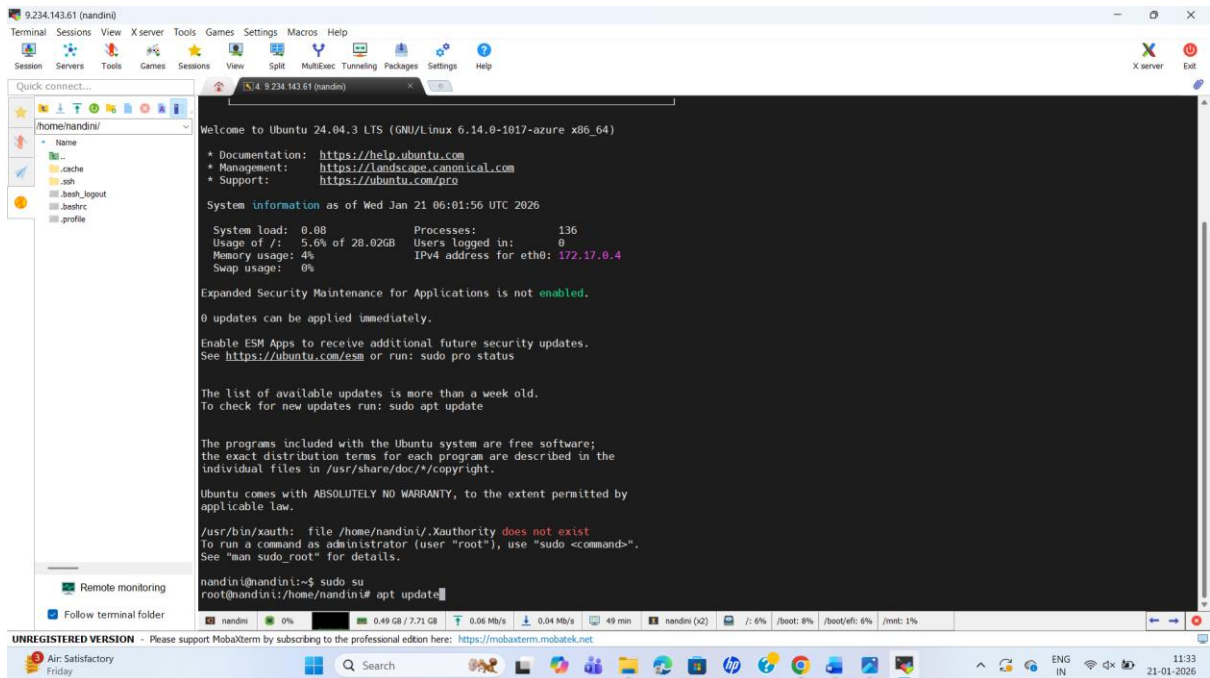 9.234.143.61 (nandini)
Terminal Sessions View X server Tools Games Settings Macros Help
Session Servers Tools Games Sessions View Split MultiExec Tunneling Packages Settings Help X server Exit
Quick connect...
4. 9.234.143.61 (nandini)
/home/nandini/
Name
..
.cache
.ssh
.bash_logout
.bashrc
.profile
Welcome to Ubuntu 24.04.3 LTS (GNU/Linux 6.14.0-1017-azure x86_64)
* Documentation: https://help.ubuntu.com
* Management: https://landscape.canonical.com
* Support: https://ubuntu.com/pro
System information as of Wed Jan 21 06:01:56 UTC 2026
System load: 0.08 Processes: 136
Usage of /: 5.6% of 28.02GB Users logged in: 0
Memory usage: 4% IPv4 address for eth0: 172.17.0.4
Swap usage: 0%
Expanded Security Maintenance for Applications is not enabled.
0 updates can be applied immediately.
Enable ESM Apps to receive additional future security updates.
See https://ubuntu.com/esm or run: sudo pro status
The list of available updates is more than a week old.
To check for new updates run: sudo apt update
The programs included with the Ubuntu system are free software;
the exact distribution terms for each program are described in the
individual files in /usr/share/doc/*/copyright.
Ubuntu comes with ABSOLUTELY NO WARRANTY, to the extent permitted by
applicable law.
/usr/bin/xauth: file /home/nandini/.Xauthority does not exist
To run a command as administrator (user "root"), use "sudo <command>".
See "man sudo_root" for details.
nandini@nandini:~$ sudo su
root@nandini:/home/nandini# apt update
Remote monitoring
Follow terminal folder
nandini 0% 0.49 GB / 7.71 GB 0.06 Mb/s 0.04 Mb/s 49 min nandini (x2) /: 6% /boot: 8% /boot/efi: 6% /mnt: 1%
UNREGISTERED VERSION - Please support MobaXterm by subscribing to the professional edition here: https://mobaxterm.mobatek.net
3
Air: Satisfactory
Friday
Search
hp
ENG
IN
11:33
21-01-2026